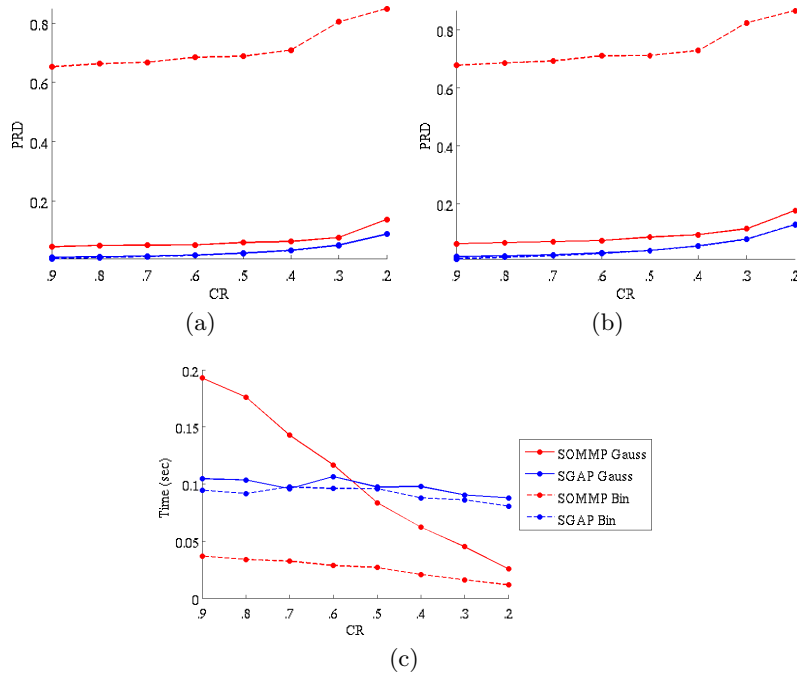 0.8
0.6
0.4
0.2
PRD
.9 .8 .7 .6 .5 .4 .3 .2
CR
(a)
0.8
0.6
0.4
0.2
PRD
.9 .8 .7 .6 .5 .4 .3 .2
CR
(b)
0.2
0.15
0.1
0.05
0
Time (sec)
.9 .8 .7 .6 .5 .4 .3 .2
CR
SOMMP Gauss
SGAP Gauss
SOMMP Bin
SGAP Bin
(c)